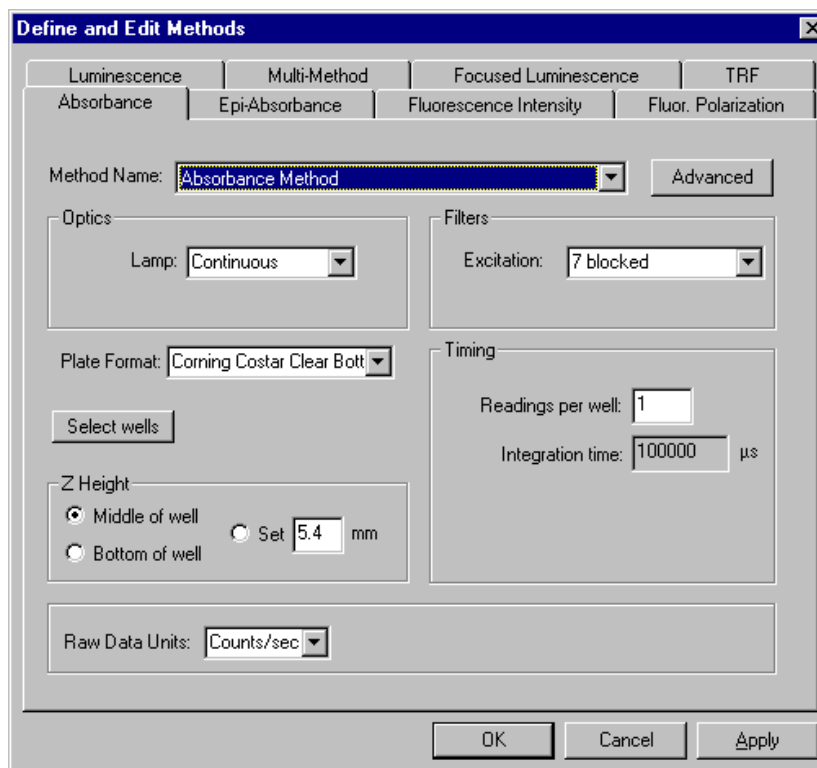 Define and Edit Methods
Luminescence Multi-Method Focused Luminescence TRF
Absorbance Epi-Absorbance Fluorescence Intensity Fluor. Polarization
Method Name: Absorbance Method Advanced
Optics
Lamp: Continuous
Filters
Excitation: 7 blocked
Plate Format: Corning Costar Clear Bott
Select wells
Timing
Readings per well: 1
Integration time: 100000 µs
Z Height
Middle of well
Bottom of well
Set 5.4 mm
Raw Data Units: Counts/sec
OK Cancel Apply